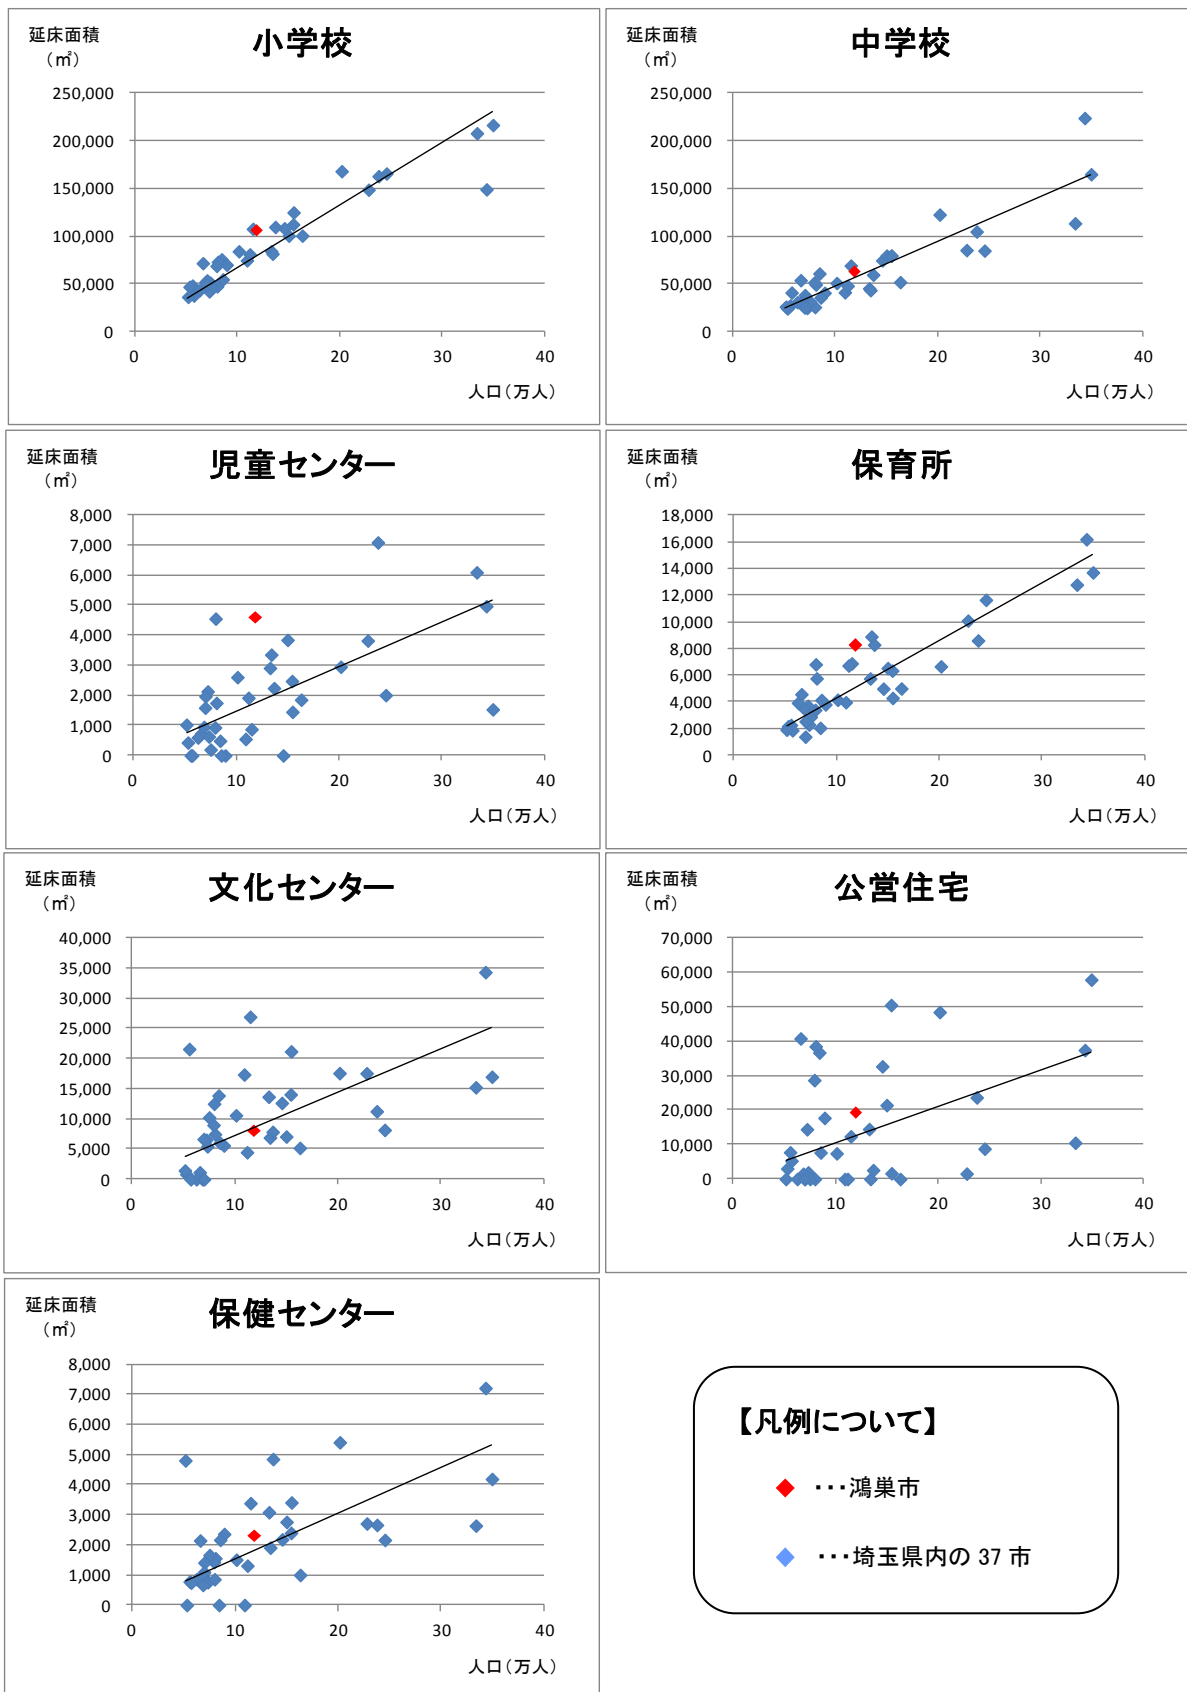 延床面積
（㎡）
小学校
250,000
200,000
150,000
100,000
50,000
0
0 10 20 30 40
人口（万人）
延床面積
（㎡）
中学校
250,000
200,000
150,000
100,000
50,000
0
0 10 20 30 40
人口（万人）
延床面積
（㎡）
児童センター
8,000
7,000
6,000
5,000
4,000
3,000
2,000
1,000
0
0 10 20 30 40
人口（万人）
延床面積
（㎡）
保育所
18,000
16,000
14,000
12,000
10,000
8,000
6,000
4,000
2,000
0
0 10 20 30 40
人口（万人）
延床面積
（㎡）
文化センター
40,000
35,000
30,000
25,000
20,000
15,000
10,000
5,000
0
0 10 20 30 40
人口（万人）
延床面積
（㎡）
公営住宅
70,000
60,000
50,000
40,000
30,000
20,000
10,000
0
0 10 20 30 40
人口（万人）
延床面積
（㎡）
保健センター
8,000
7,000
6,000
5,000
4,000
3,000
2,000
1,000
0
0 10 20 30 40
人口（万人）
【凡例について】
･･･鴻巣市
･･･埼玉県内の 37 市